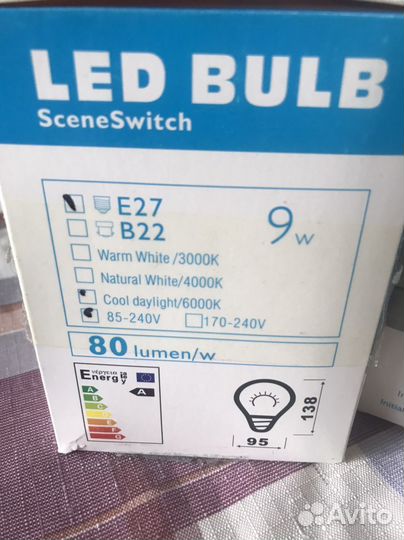 LED BULB
SceneSwitch
E27
B22
9w
Warm White/3000K
Natural White/4000K
Cool daylight/6000K
85-240V 170-240V
80 lumen/w
Energy
A
A
B
C
D
E
F
G
138
95
Avito